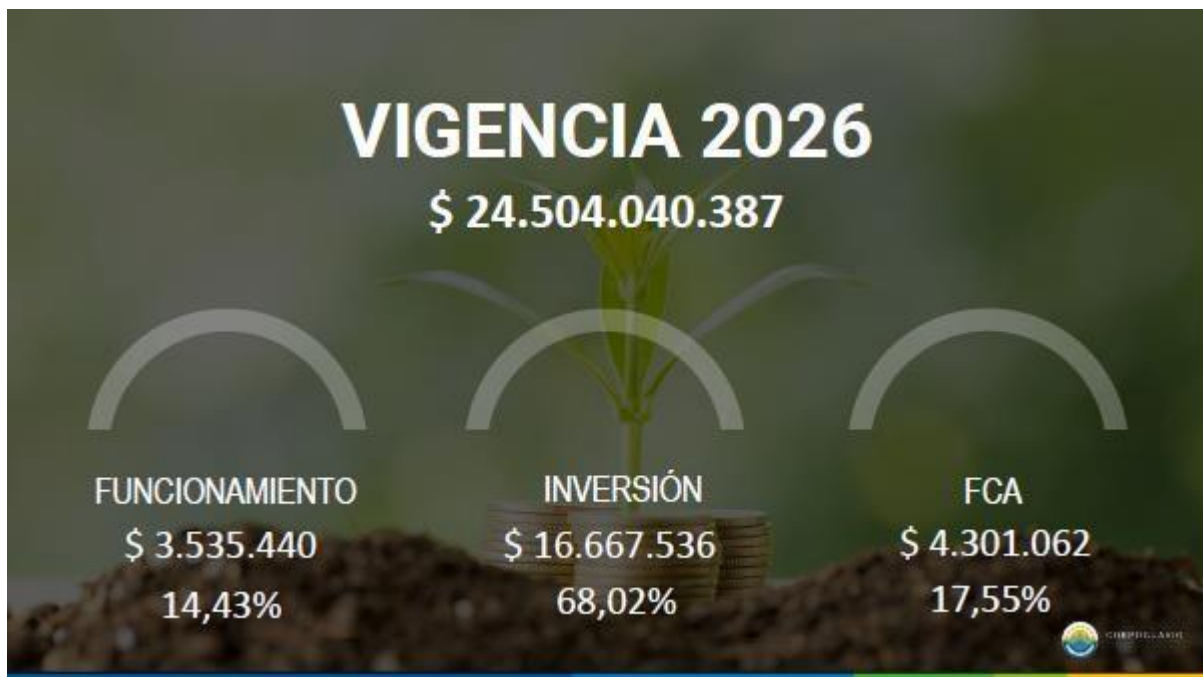 VIGENCIA 2026
$ 24.504.040.387
FUNCIONAMIENTO
$ 3.535.440
14,43%
INVERSIÓN
$ 16.667.536
68,02%
FCA
$ 4.301.062
17,55%